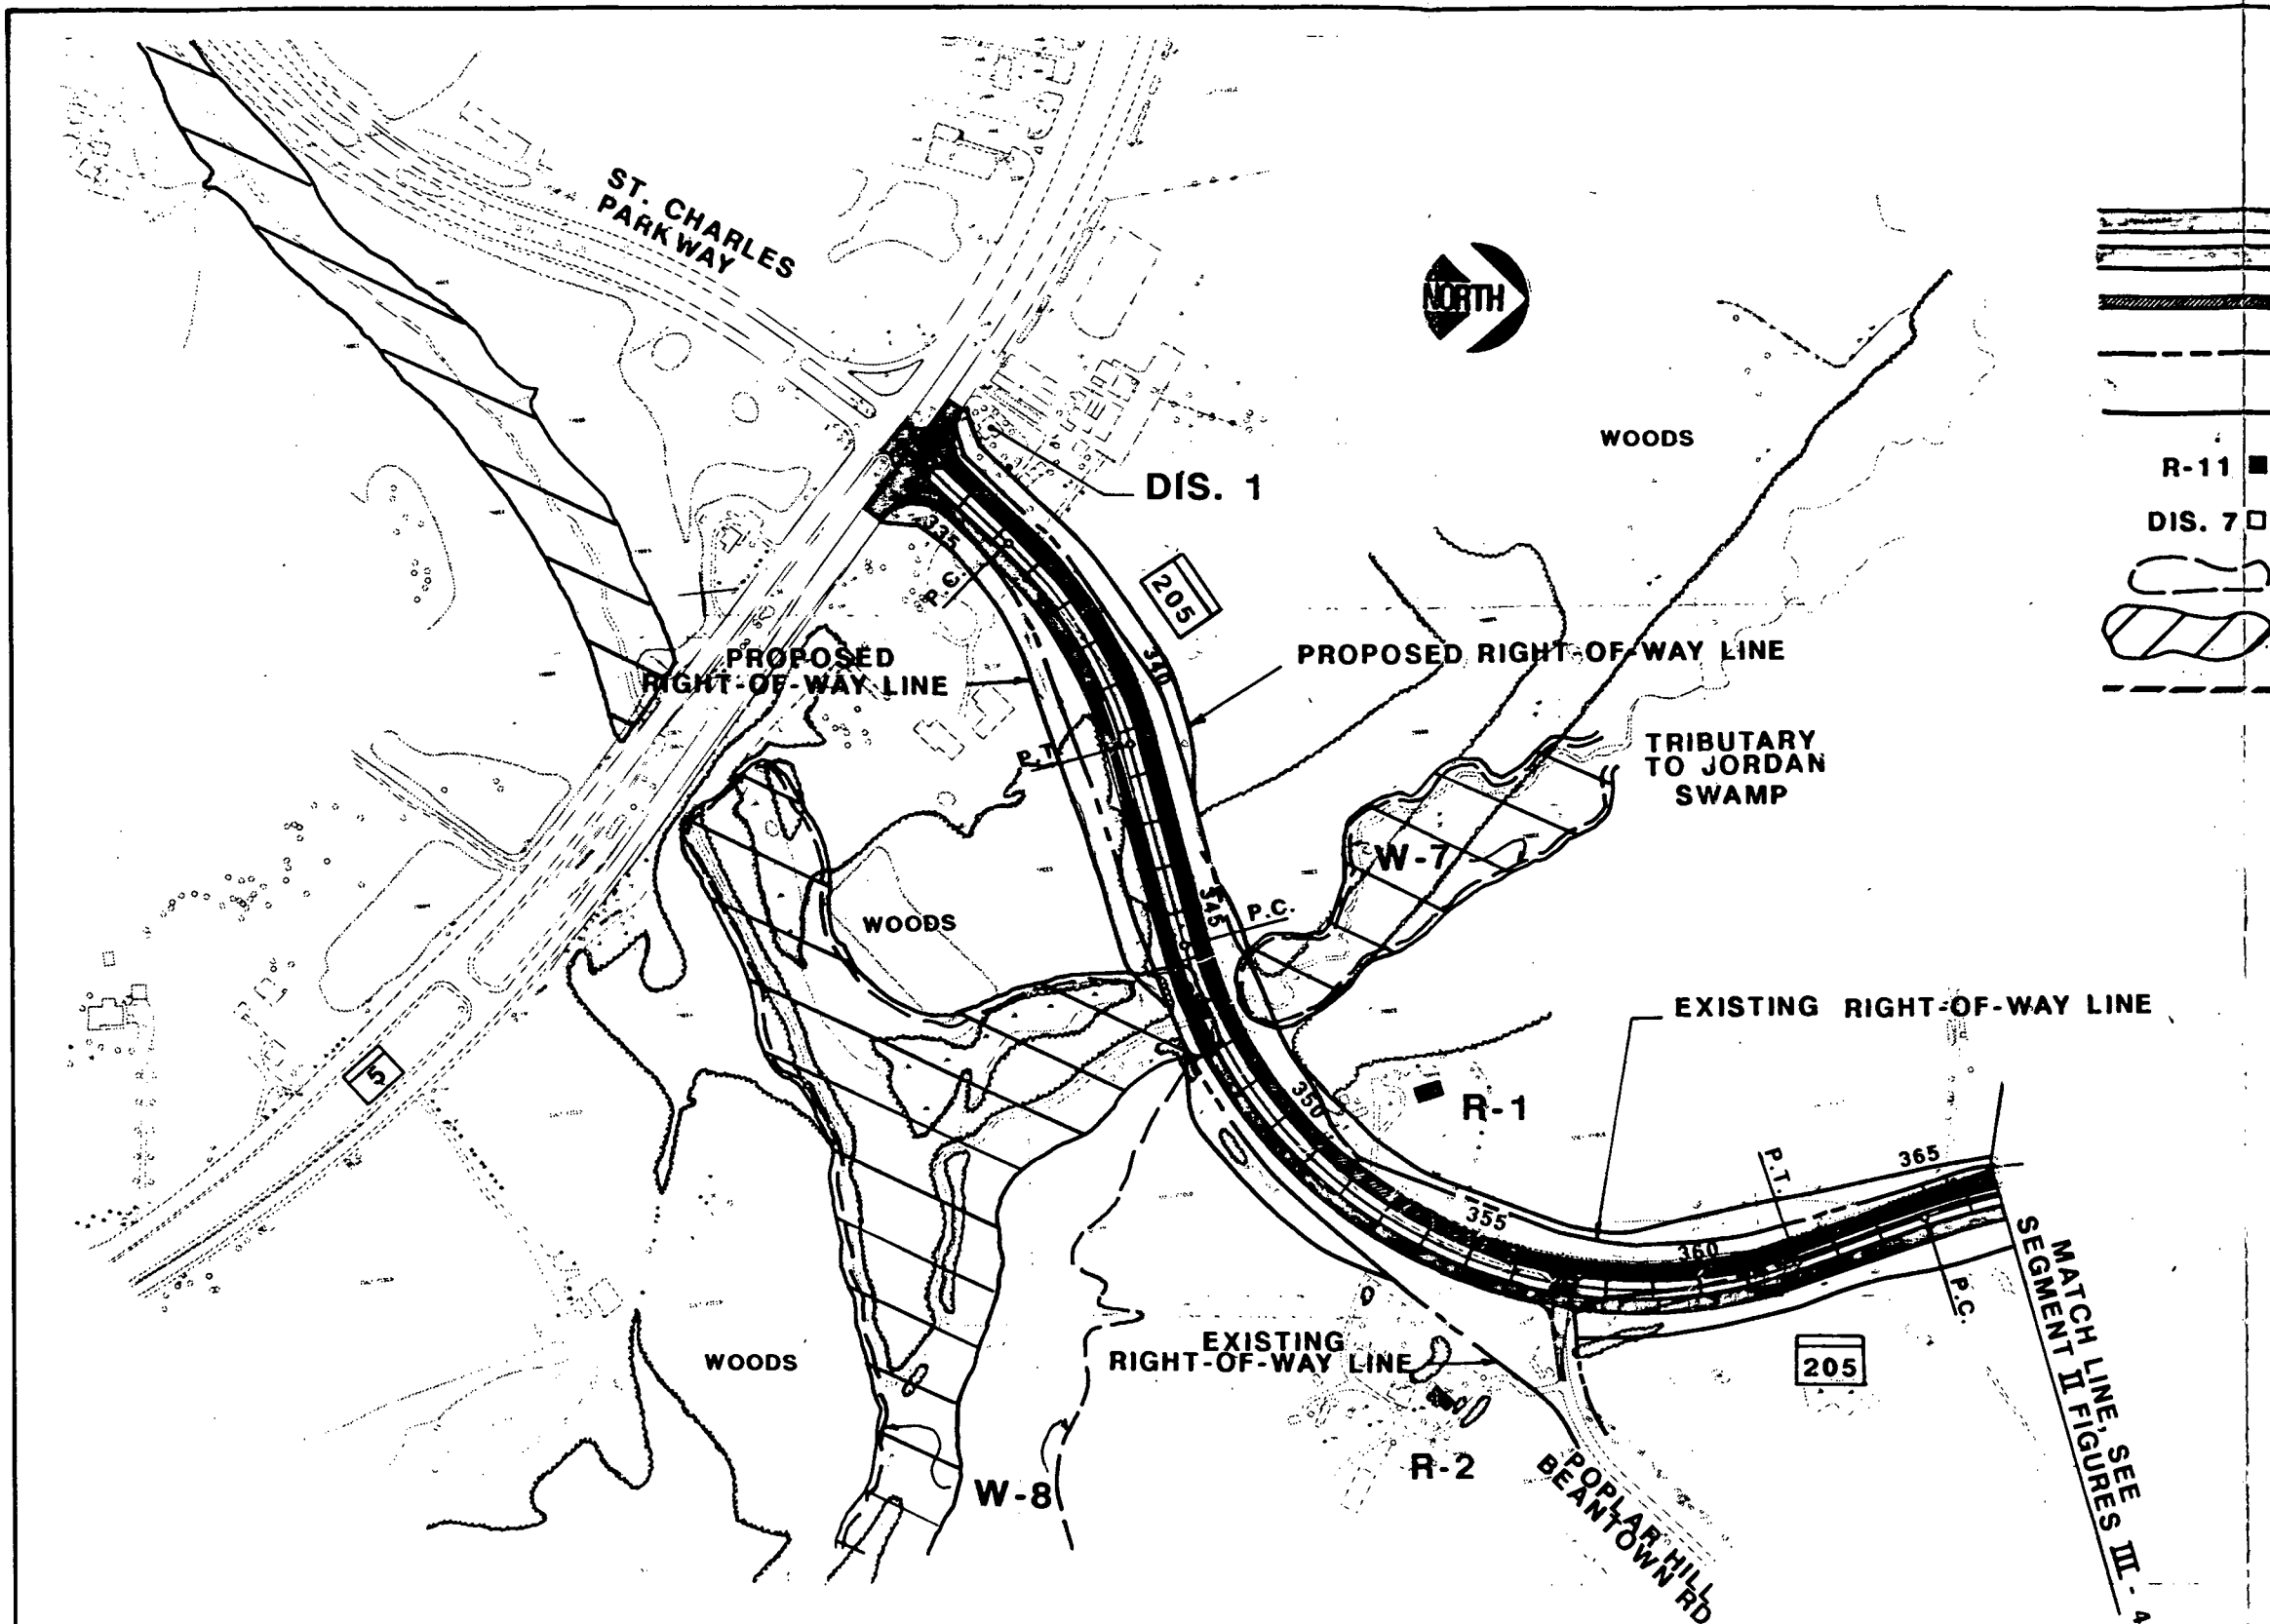 ST. CHARLES
PARKWAY
NORTH
WOODS
R-11
DIS. 7
DIS. 1
335
P.C.
205
340
PROPOSED
RIGHT-OF-WAY LINE
PROPOSED RIGHT-OF-WAY LINE
P.T.
TRIBUTARY
TO JORDAN
SWAMP
W-7
345
P.C.
WOODS
EXISTING RIGHT-OF-WAY LINE
5
350
R-1
P.T.
365
355
360
P.C.
MATCH LINE, SEE
SEGMENT II FIGURES III - 4
EXISTING
RIGHT-OF-WAY LINE
205
WOODS
R-2
W-8
POPLAR HILL
BEANTOWN RD